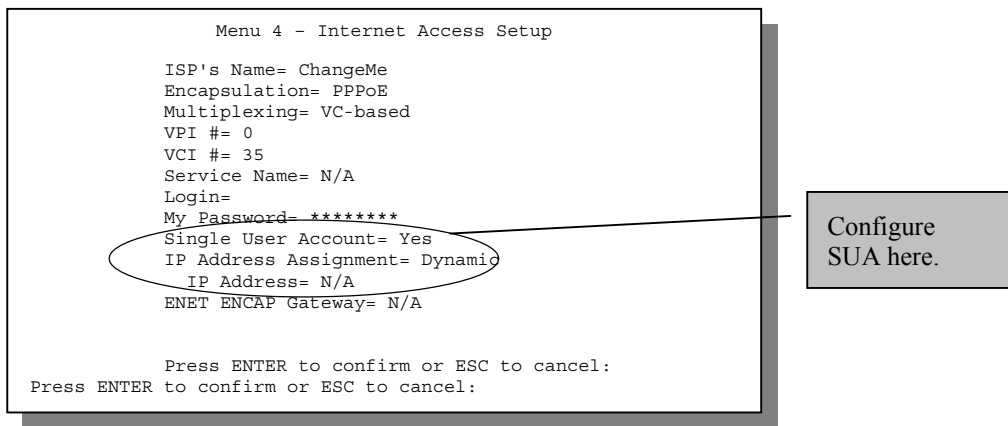 Menu 4 – Internet Access Setup
ISP's Name= ChangeMe
Encapsulation= PPPoE
Multiplexing= VC-based
VPI #= 0
VCI #= 35
Service Name= N/A
Login=
My Password= ********
Single User Account= Yes
IP Address Assignment= Dynamic
IP Address= N/A
ENET ENCAP Gateway= N/A
Press ENTER to confirm or ESC to cancel:
Press ENTER to confirm or ESC to cancel:
Configure
SUA here.